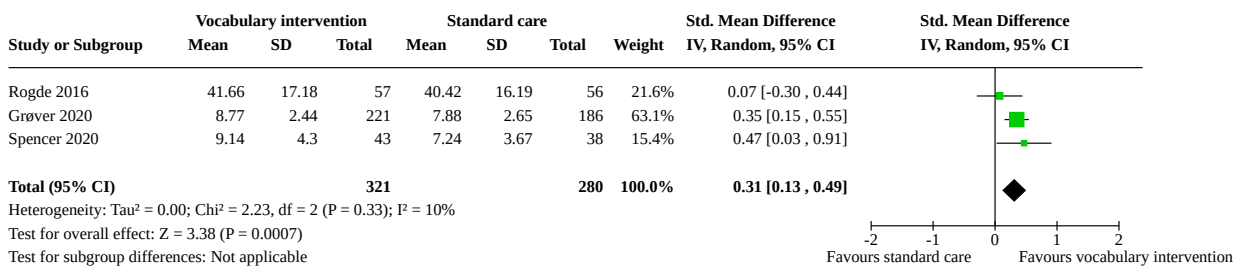 Vocabulary intervention Standard care Std. Mean Difference Std. Mean Difference
Study or Subgroup Mean SD Total Mean SD Total Weight IV, Random, 95% CI IV, Random, 95% CI
Rogde 2016 41.66 17.18 57 40.42 16.19 56 21.6% 0.07 [-0.30 , 0.44]
Grøver 2020 8.77 2.44 221 7.88 2.65 186 63.1% 0.35 [0.15 , 0.55]
Spencer 2020 9.14 4.3 43 7.24 3.67 38 15.4% 0.47 [0.03 , 0.91]
Total (95% CI) 321 280 100.0% 0.31 [0.13 , 0.49]
Heterogeneity: Tau² = 0.00; Chi² = 2.23, df = 2 (P = 0.33); I² = 10%
Test for overall effect: Z = 3.38 (P = 0.0007)
-2 -1 0 1 2
Test for subgroup differences: Not applicable
Favours standard care Favours vocabulary intervention